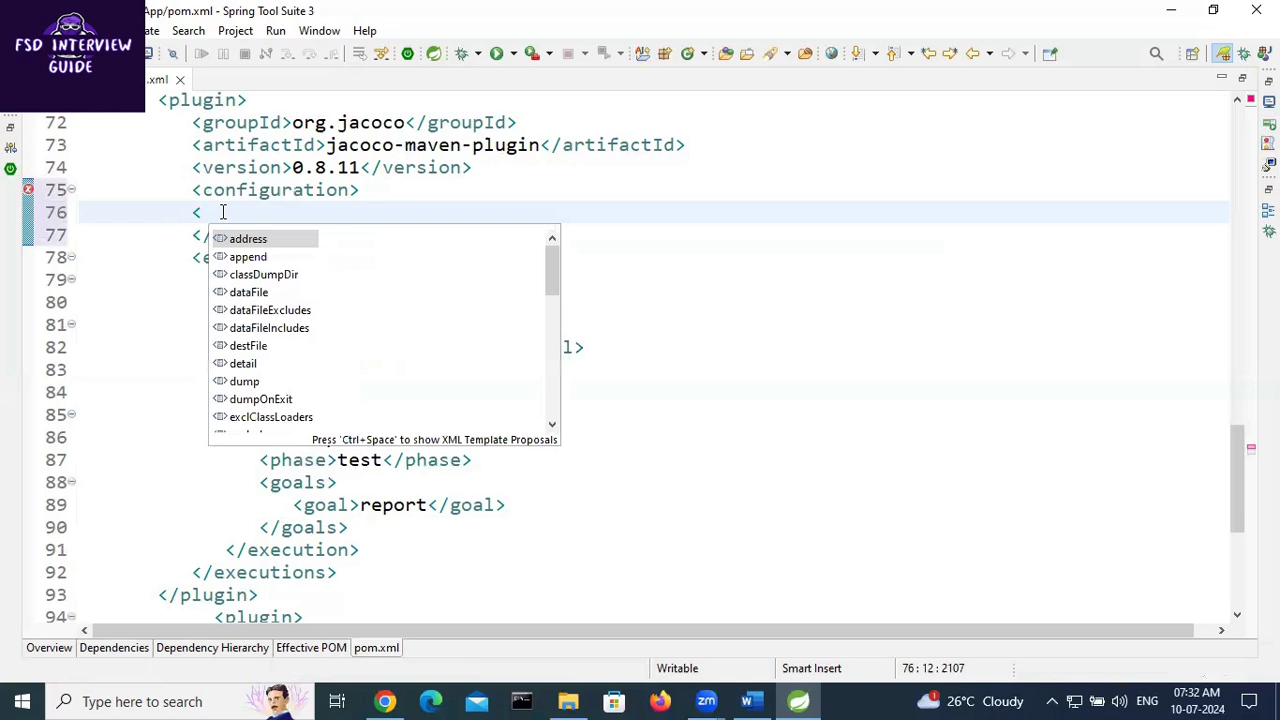 FSD INTERVIEW
GUIDE
App/pom.xml - Spring Tool Suite 3
Search Project Run Window Help
.xml
<plugin>
72 <groupId>org.jacoco</groupId>
73 <artifactId>jacoco-maven-plugin</artifactId>
74 <version>0.8.11</version>
75 <configuration>
76 <
77 </
78 <e
79
80
81
82 l>
83
84
85
86
87 <phase>test</phase>
88 <goals>
89 <goal>report</goal>
90 </goals>
91 </execution>
92 </executions>
93 </plugin>
94 <plugin>
address
append
classDumpDir
dataFile
dataFileExcludes
dataFileIncludes
destFile
detail
dump
dumpOnExit
exclClassLoaders
Press 'Ctrl+Space' to show XML Template Proposals
Overview Dependencies Dependency Hierarchy Effective POM pom.xml
Writable Smart Insert 76 : 12 : 2107
Type here to search
26°C Cloudy ENG
07:32 AM
10-07-2024